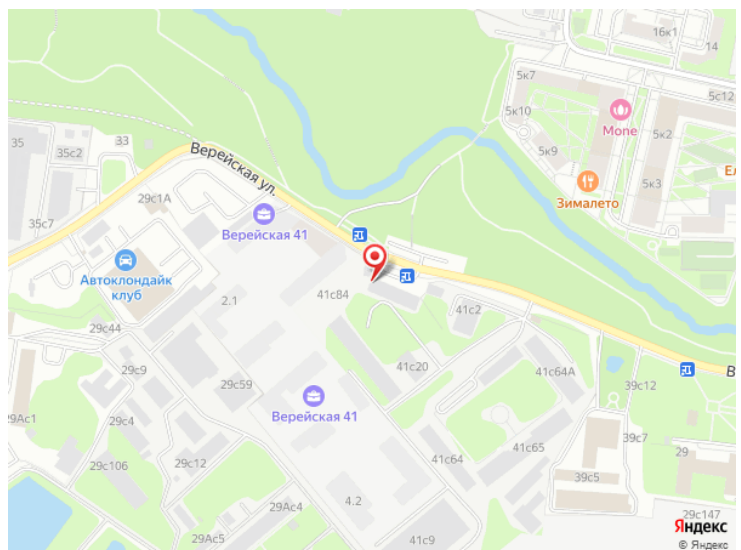 16к1
14
5к7
5с12
5к10
Mone
5к2
35
33
35с2
Верейская ул.
5к9
5к3
Ел
29с1А
Зималето
35с7
Верейская 41
Автоклондайк
клуб
41с84
2.1
41с2
29с44
41с20
29с9
41с64А
29с59
39с12
В
29Ас1
29с4
Верейская 41
39с7
41с65
29
29с106
29с12
41с64
39с5
4.2
29Ас4
29с147
Яндекс
29Ас5
41с9
© Яндекс